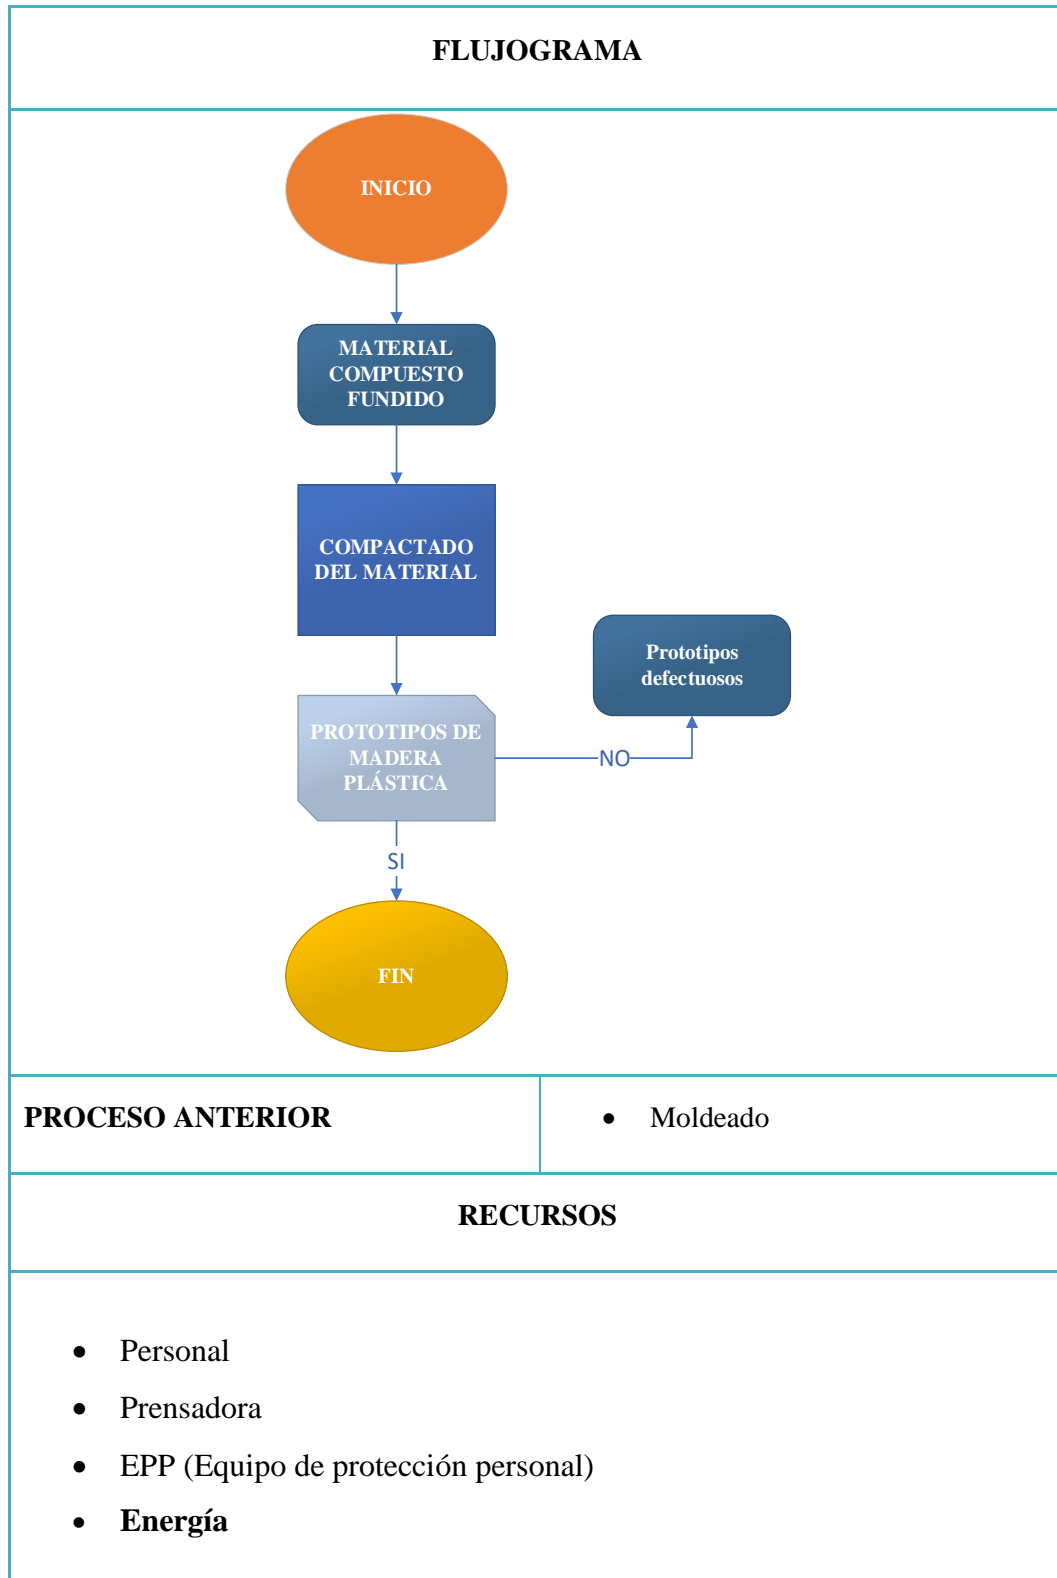 FLUJOGRAMA
INICIO
MATERIAL
COMPUESTO
FUNDIDO
COMPACTADO
DEL MATERIAL
Prototipos
defectuosos
PROTOTIPOS DE
MADERA
PLÁSTICA
NO
SI
FIN
PROCESO ANTERIOR
• Moldeado
RECURSOS
• Personal
• Prensadora
• EPP (Equipo de protección personal)
• Energía